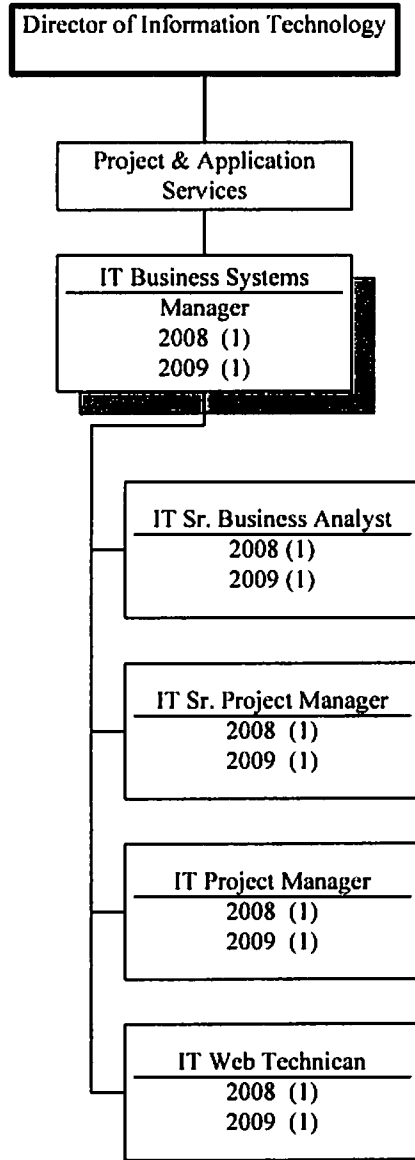 Director of Information Technology
Project & Application
Services
IT Business Systems
Manager
2008 (1)
2009 (1)
IT Sr. Business Analyst
2008 (1)
2009 (1)
IT Sr. Project Manager
2008 (1)
2009 (1)
IT Project Manager
2008 (1)
2009 (1)
IT Web Technican
2008 (1)
2009 (1)